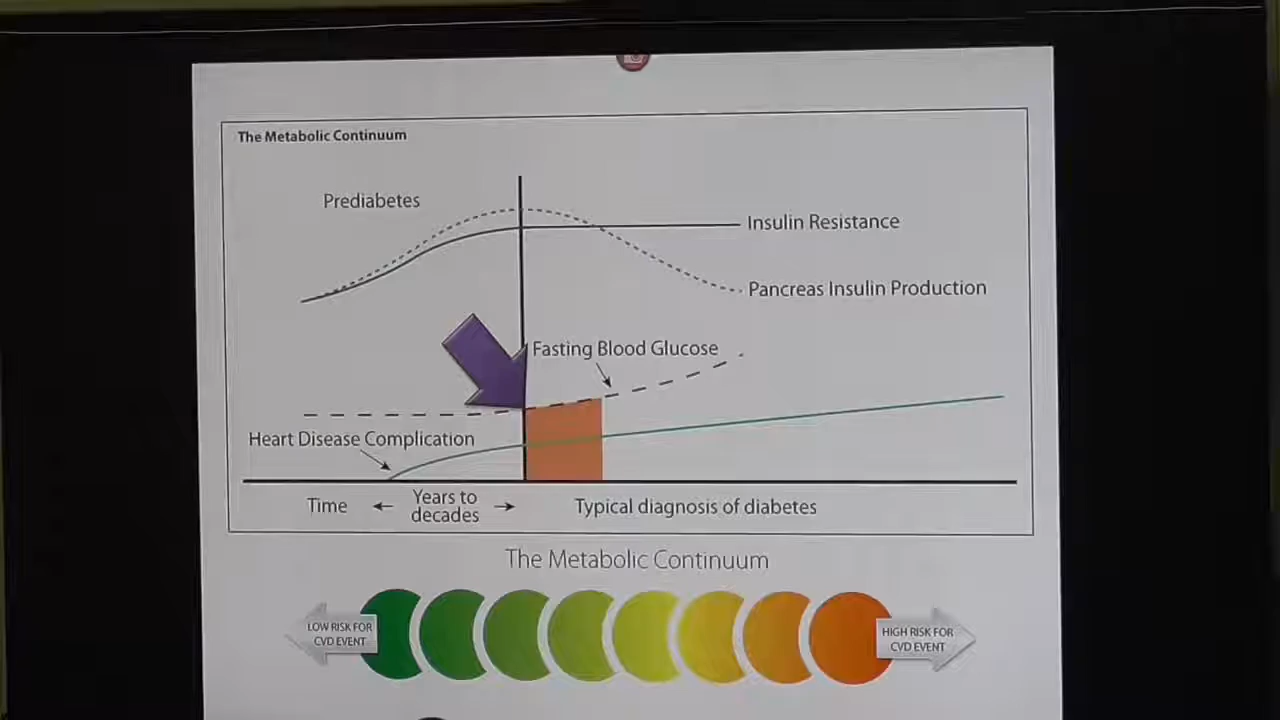 The Metabolic Continuum
Prediabetes
Insulin Resistance
Pancreas Insulin Production
Fasting Blood Glucose
Heart Disease Complication
Time
Years to
decades
Typical diagnosis of diabetes
The Metabolic Continuum
LOW RISK FOR
CVD EVENT
HIGH RISK FOR
CVD EVENT